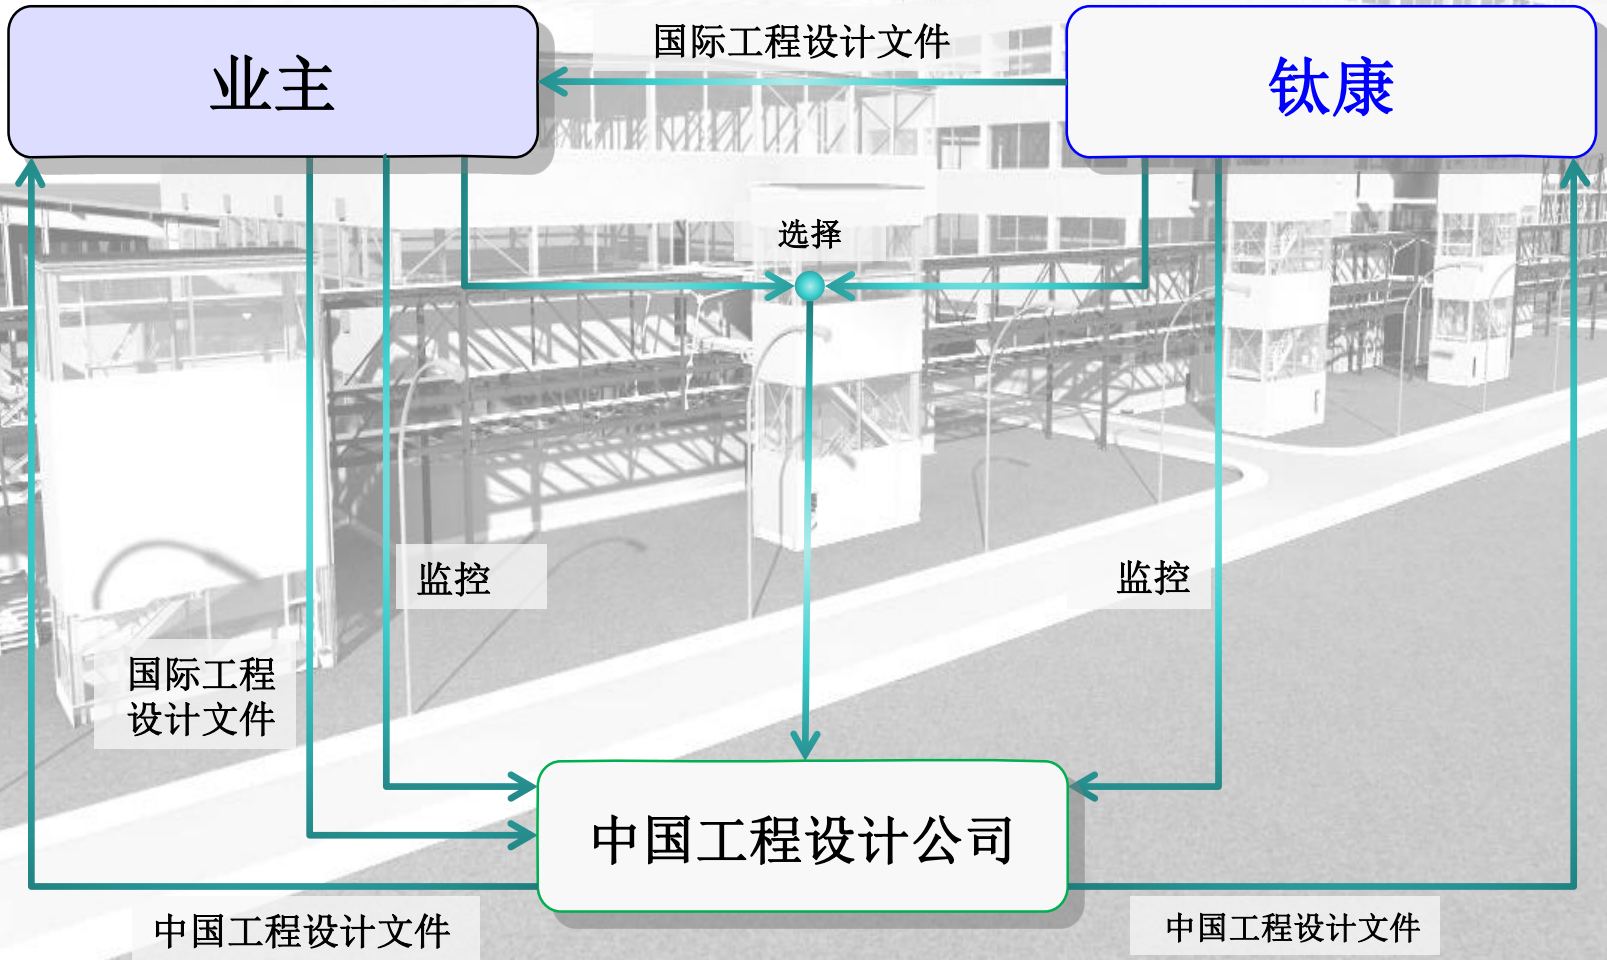 国际工程设计文件
业主
钛康
选择
监控
监控
国际工程
设计文件
中国工程设计公司
中国工程设计文件
中国工程设计文件